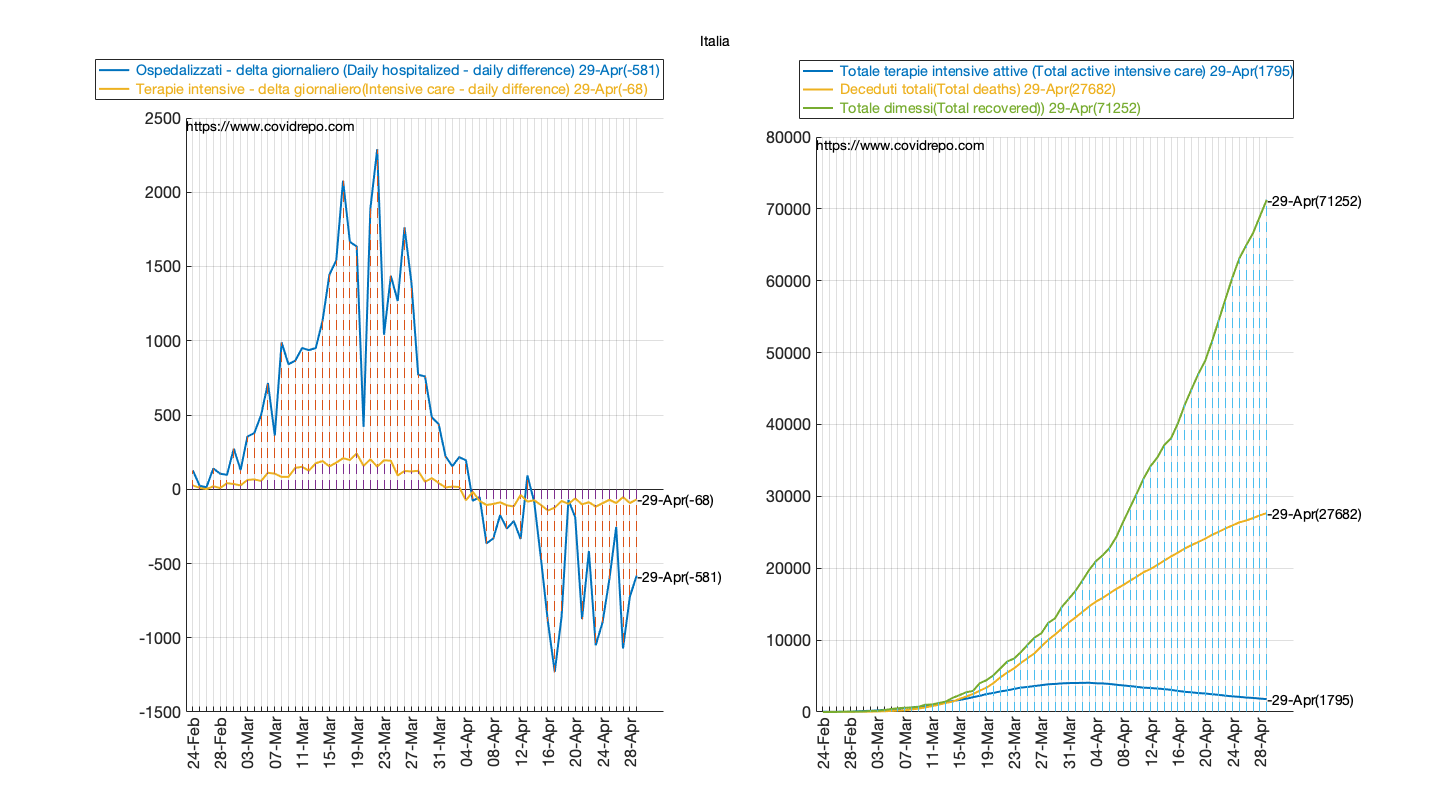 Italia
Ospedalizzati - delta giornaliero (Daily hospitalized - daily difference) 29-Apr(-581)
Terapie intensive - delta giornaliero(Intensive care - daily difference) 29-Apr(-68)
https://www.covidrepo.com
2500
2000
1500
1000
500
0
-500
-1000
-1500
-29-Apr(-68)
-29-Apr(-581)
24-Feb
28-Feb
03-Mar
07-Mar
11-Mar
15-Mar
19-Mar
23-Mar
27-Mar
31-Mar
04-Apr
08-Apr
12-Apr
16-Apr
20-Apr
24-Apr
28-Apr
Totale terapie intensive attive (Total active intensive care) 29-Apr(1795)
Deceduti totali(Total deaths) 29-Apr(27682)
Totale dimessi(Total recovered)) 29-Apr(71252)
https://www.covidrepo.com
80000
70000
60000
50000
40000
30000
20000
10000
0
-29-Apr(71252)
-29-Apr(27682)
-29-Apr(1795)
24-Feb
28-Feb
03-Mar
07-Mar
11-Mar
15-Mar
19-Mar
23-Mar
27-Mar
31-Mar
04-Apr
08-Apr
12-Apr
16-Apr
20-Apr
24-Apr
28-Apr